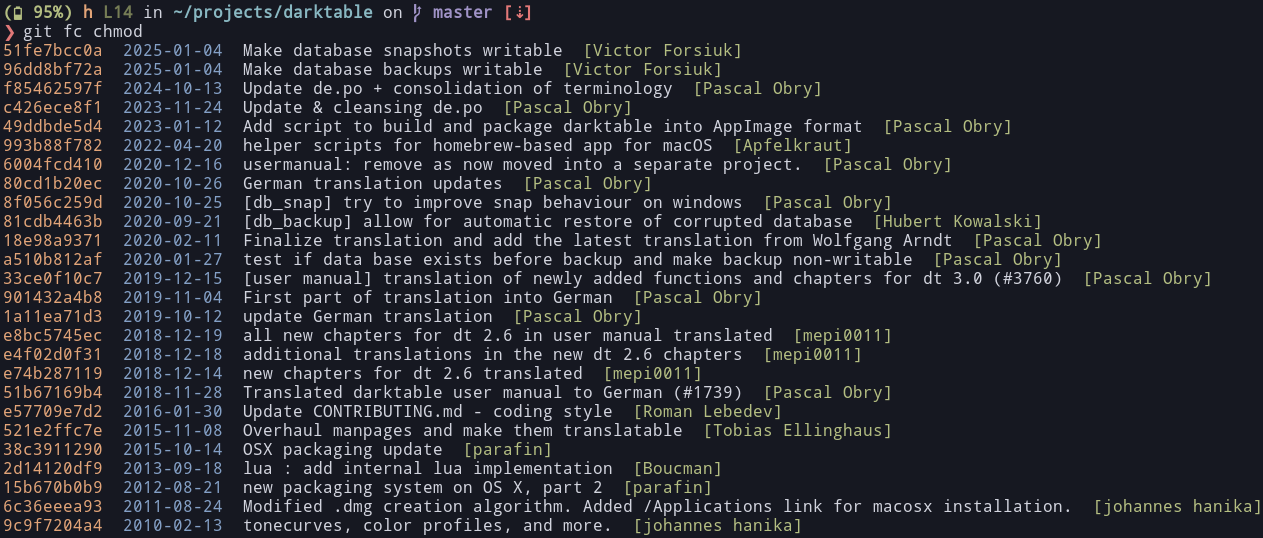 ( 95%) h L14 in ~/projects/darktable on master [⇣]
❯ git fc chmod
51fe7bcc0a 2025-01-04 Make database snapshots writable [Victor Forsiuk]
96dd8bf72a 2025-01-04 Make database backups writable [Victor Forsiuk]
f85462597f 2024-10-13 Update de.po + consolidation of terminology [Pascal Obry]
c426ece8f1 2023-11-24 Update & cleansing de.po [Pascal Obry]
49ddbde5d4 2023-01-12 Add script to build and package darktable into AppImage format [Pascal Obry]
993b88f782 2022-04-20 helper scripts for homebrew-based app for macOS [Apfelkraut]
6004fcd410 2020-12-16 usermanual: remove as now moved into a separate project. [Pascal Obry]
80cd1b20ec 2020-10-26 German translation updates [Pascal Obry]
8f056c259d 2020-10-25 [db_snap] try to improve snap behaviour on windows [Pascal Obry]
81cdb4463b 2020-09-21 [db_backup] allow for automatic restore of corrupted database [Hubert Kowalski]
18e98a9371 2020-02-11 Finalize translation and add the latest translation from Wolfgang Arndt [Pascal Obry]
a510b812af 2020-01-27 test if data base exists before backup and make backup non-writable [Pascal Obry]
33ce0f10c7 2019-12-15 [user manual] translation of newly added functions and chapters for dt 3.0 (#3760) [Pascal Obry]
901432a4b8 2019-11-04 First part of translation into German [Pascal Obry]
1a11ea71d3 2019-10-12 update German translation [Pascal Obry]
e8bc5745ec 2018-12-19 all new chapters for dt 2.6 in user manual translated [mepi0011]
e4f02d0f31 2018-12-18 additional translations in the new dt 2.6 chapters [mepi0011]
e74b287119 2018-12-14 new chapters for dt 2.6 translated [mepi0011]
51b67169b4 2018-11-28 Translated darktable user manual to German (#1739) [Pascal Obry]
e57709e7d2 2016-01-30 Update CONTRIBUTING.md - coding style [Roman Lebedev]
521e2ffc7e 2015-11-08 Overhaul manpages and make them translatable [Tobias Ellinghaus]
38c3911290 2015-10-14 OSX packaging update [parafin]
2d14120df9 2013-09-18 lua : add internal lua implementation [Boucman]
15b670b0b9 2012-08-21 new packaging system on OS X, part 2 [parafin]
6c36eeea93 2011-08-24 Modified .dmg creation algorithm. Added /Applications link for macosx installation. [johannes hanika]
9c9f7204a4 2010-02-13 tonecurves, color profiles, and more. [johannes hanika]